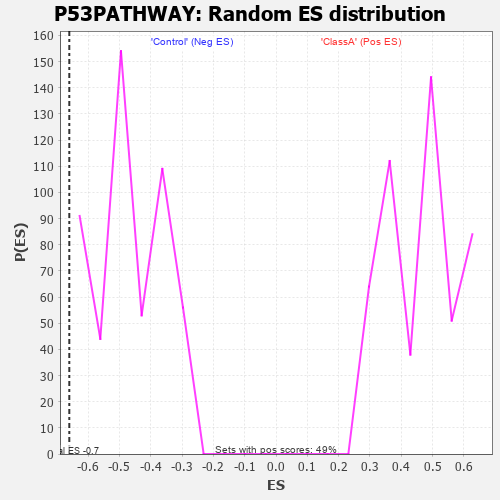 P53PATHWAY: Random ES distribution
'Control' (Neg ES) 'ClassA' (Pos ES)
160
150
140
130
120
110
100
90
80
70
60
50
40
30
20
10
0
P(ES)
ES -0.7
Sets with pos scores: 49%
-0.6 -0.5 -0.4 -0.3 -0.2 -0.1 0.0 0.1 0.2 0.3 0.4 0.5 0.6
ES